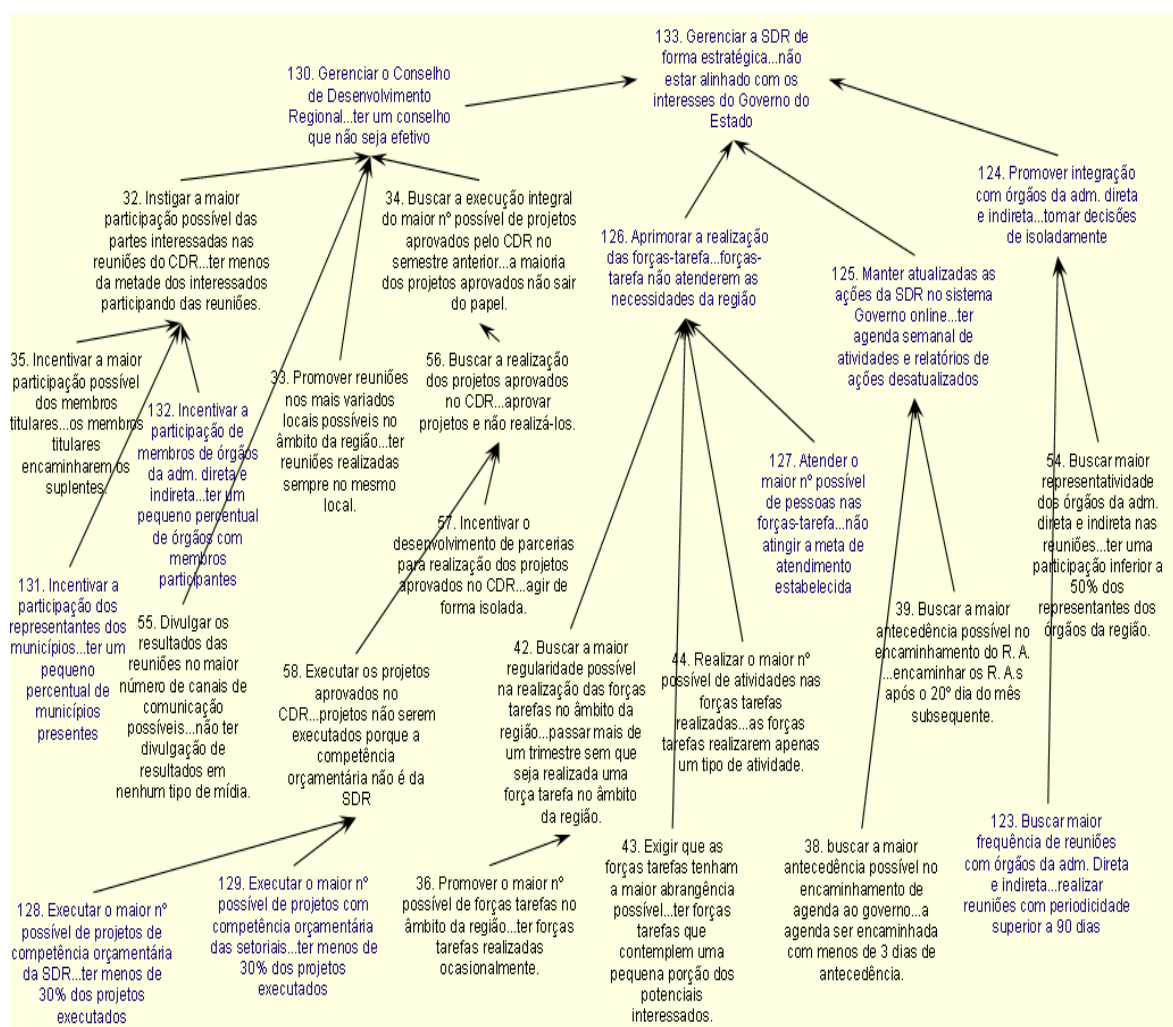 133. Gerenciar a SDR de
forma estratégica...não
estar alinhado com os
interesses do Governo do
Estado
130. Gerenciar o Conselho
de Desenvolvimento
Regional...ter um conselho
que não seja efetivo
124. Promover integração
com órgãos da adm. direta
e indireta...tomar decisões
de isoladamente
32. Instigar a maior
participação possível das
partes interessadas nas
reuniões do CDR...ter menos
da metade dos interessados
participando das reuniões.
34. Buscar a execução integral
do maior nº possível de projetos
aprovados pelo CDR no
semestre anterior...a maioria
dos projetos aprovados não sair
do papel.
126. Aprimorar a realização
das forças-tarefa...forças-
tarefa não atenderem as
necessidades da região
125. Manter atualizadas as
ações da SDR no sistema
Governo online...ter
agenda semanal de
atividades e relatórios de
ações desatualizados
35. Incentivar a maior
participação possível
dos membros
titulares...os membros
titulares
encaminharem os
suplentes.
132. Incentivar a
participação de
membros de órgãos
da adm. direta e
indireta...ter um
pequeno percentual
de órgãos com
membros
participantes
33. Promover reuniões
nos mais variados
locais possíveis no
âmbito da região...ter
reuniões realizadas
sempre no mesmo
local.
56. Buscar a realização
dos projetos aprovados
no CDR...aprovar
projetos e não realizá-los.
127. Atender o
maior nº possível
de pessoas nas
forças-tarefa...não
atingir a meta de
atendimento
estabelecida
54. Buscar maior
representatividade
dos órgãos da adm.
direta e indireta nas
reuniões...ter uma
participação inferior a
50% dos
representantes dos
órgãos da região.
57. Incentivar o
desenvolvimento de parcerias
para realização dos projetos
aprovados no CDR...agir de
forma isolada.
131. Incentivar a
participação dos
representantes dos
municípios...ter um
pequeno
percentual de
municípios
presentes
55. Divulgar os
resultados das
reuniões no maior
número de canais de
comunicação
possíveis...não ter
divulgação de
resultados em
nenhum tipo de mídia.
58. Executar os projetos
aprovados no
CDR...projetos não serem
executados porque a
competência
orçamentária não é da
SDR
42. Buscar a maior
regularidade possível
na realização das forças
tarefas no âmbito da
região...passar mais de
um trimestre sem que
seja realizada uma
força tarefa no âmbito
da região.
44. Realizar o maior nº
possível de atividades nas
forças tarefas
realizadas...as forças
tarefas realizarem apenas
um tipo de atividade.
39. Buscar a maior
antecedência possível no
encaminhamento do R. A.
...encaminhar os R. A.s
após o 20º dia do mês
subsequente.
128. Executar o maior nº
possível de projetos de
competência orçamentária
da SDR...ter menos de
30% dos projetos
executados
129. Executar o maior nº
possível de projetos com
competência orçamentária
das setoriais...ter menos de
30% dos projetos
executados
36. Promover o maior nº
possível de forças tarefas no
âmbito da região...ter forças
tarefas realizadas
ocasionalmente.
43. Exigir que as
forças tarefas tenham
a maior abrangência
possível...ter forças
tarefas que
contemplem uma
pequena porção dos
potenciais
interessados.
38. buscar a maior
antecedência possível no
encaminhamento de
agenda ao governo...a
agenda ser encaminhada
com menos de 3 dias de
antecedência.
123. Buscar maior
frequência de reuniões
com órgãos da adm. Direta
e indireta...realizar
reuniões com periodicidade
superior a 90 dias